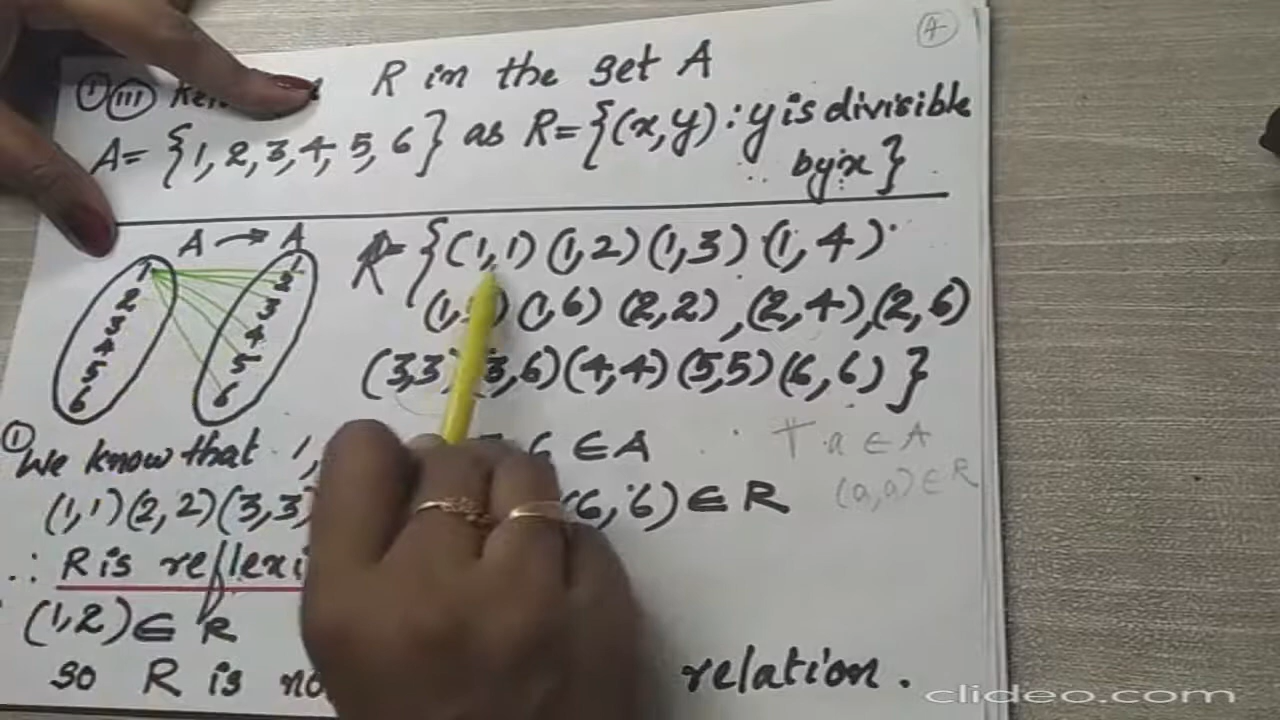 4
I III R in the set A
A= {1, 2, 3, 4, 5, 6} as R= {(x,y) : y is divisible
by x }
A → A
R= {(1,1) (1,2) (1,3) (1,4)
(1, ) (1,6) (2,2) , (2,4), (2,6)
(3,3) (3,6) (4,4) (5,5) (6,6) }
1 1
2 2
3 3
4 4
5 5
6 6
I We know that 1, 6 ∈ A
a ∈ A
(1,1) (2,2) (3,3) (6,6) ∈ R
(a,a) ∈ R
∴ R is
(1,2) ∈ R
so R is relation.
clideo.com